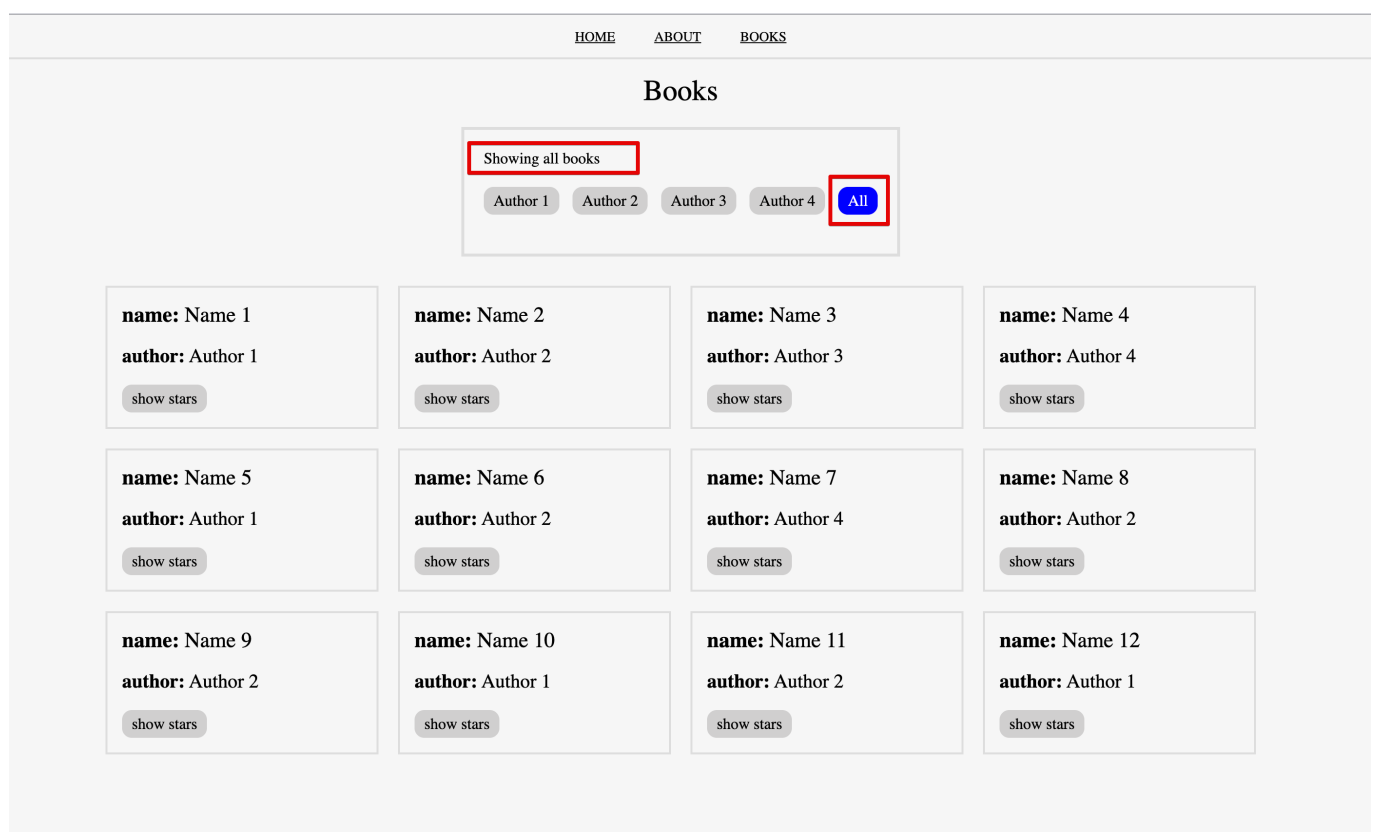 HOME ABOUT BOOKS
Books
Showing all books
Author 1 Author 2 Author 3 Author 4 All
name: Name 1
author: Author 1
show stars
name: Name 2
author: Author 2
show stars
name: Name 3
author: Author 3
show stars
name: Name 4
author: Author 4
show stars
name: Name 5
author: Author 1
show stars
name: Name 6
author: Author 2
show stars
name: Name 7
author: Author 4
show stars
name: Name 8
author: Author 2
show stars
name: Name 9
author: Author 2
show stars
name: Name 10
author: Author 1
show stars
name: Name 11
author: Author 2
show stars
name: Name 12
author: Author 1
show stars